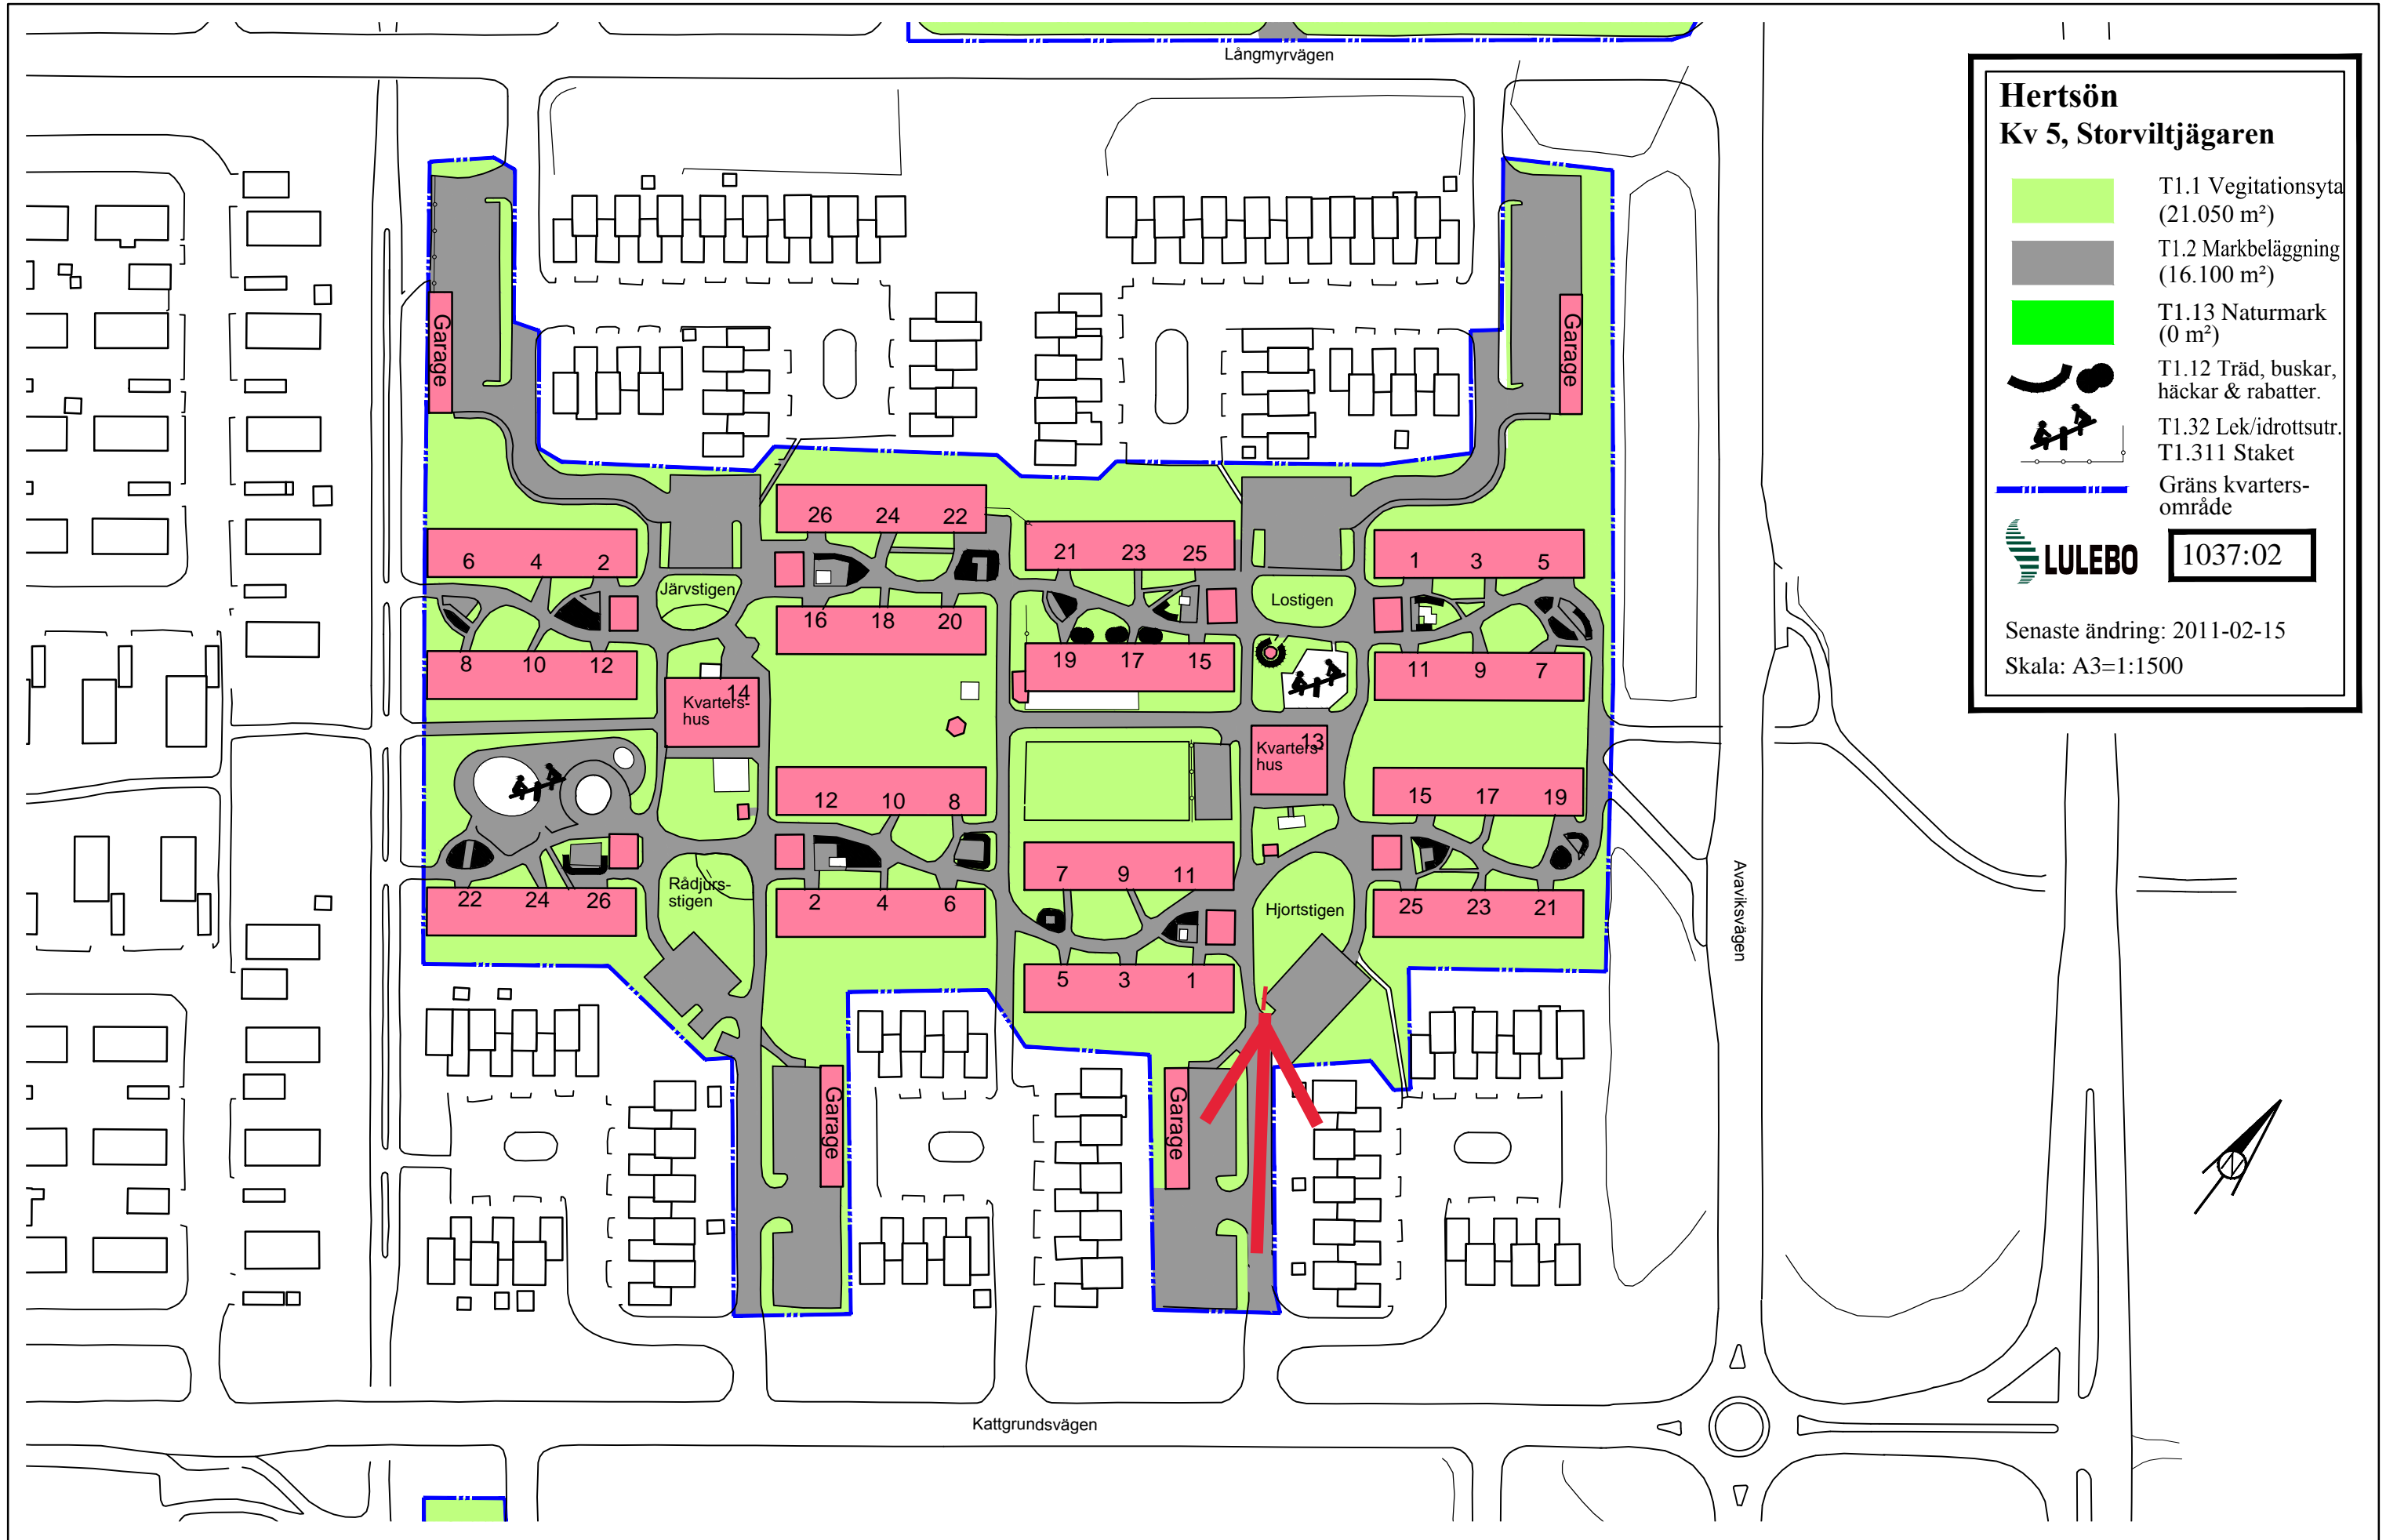 Långmyrvägen
Hertsön
Kv 5, Storviltjägaren
T1.1 Vegitationsyta
(21.050 m²)
T1.2 Markbeläggning
(16.100 m²)
T1.13 Naturmark
(0 m²)
T1.12 Träd, buskar,
häckar & rabatter.
T1.32 Lek/idrottsutr.
T1.311 Staket
Gräns kvarters-
område
LULEBO
1037:02
Senaste ändring: 2011-02-15
Skala: A3=1:1500
Garage
Garage
26 24 22
21 23 25
6 4 2
1 3 5
Järvstigen
Lostigen
16 18 20
19 17 15
8 10 12
11 9 7
14
Kvarters-
hus
13
Kvarters-
hus
12 10 8
15 17 19
7 9 11
Rådjurs-
stigen
22 24 26
2 4 6
Hjortstigen
25 23 21
5 3 1
Avaviksvägen
Garage
Garage
Kattgrundsvägen